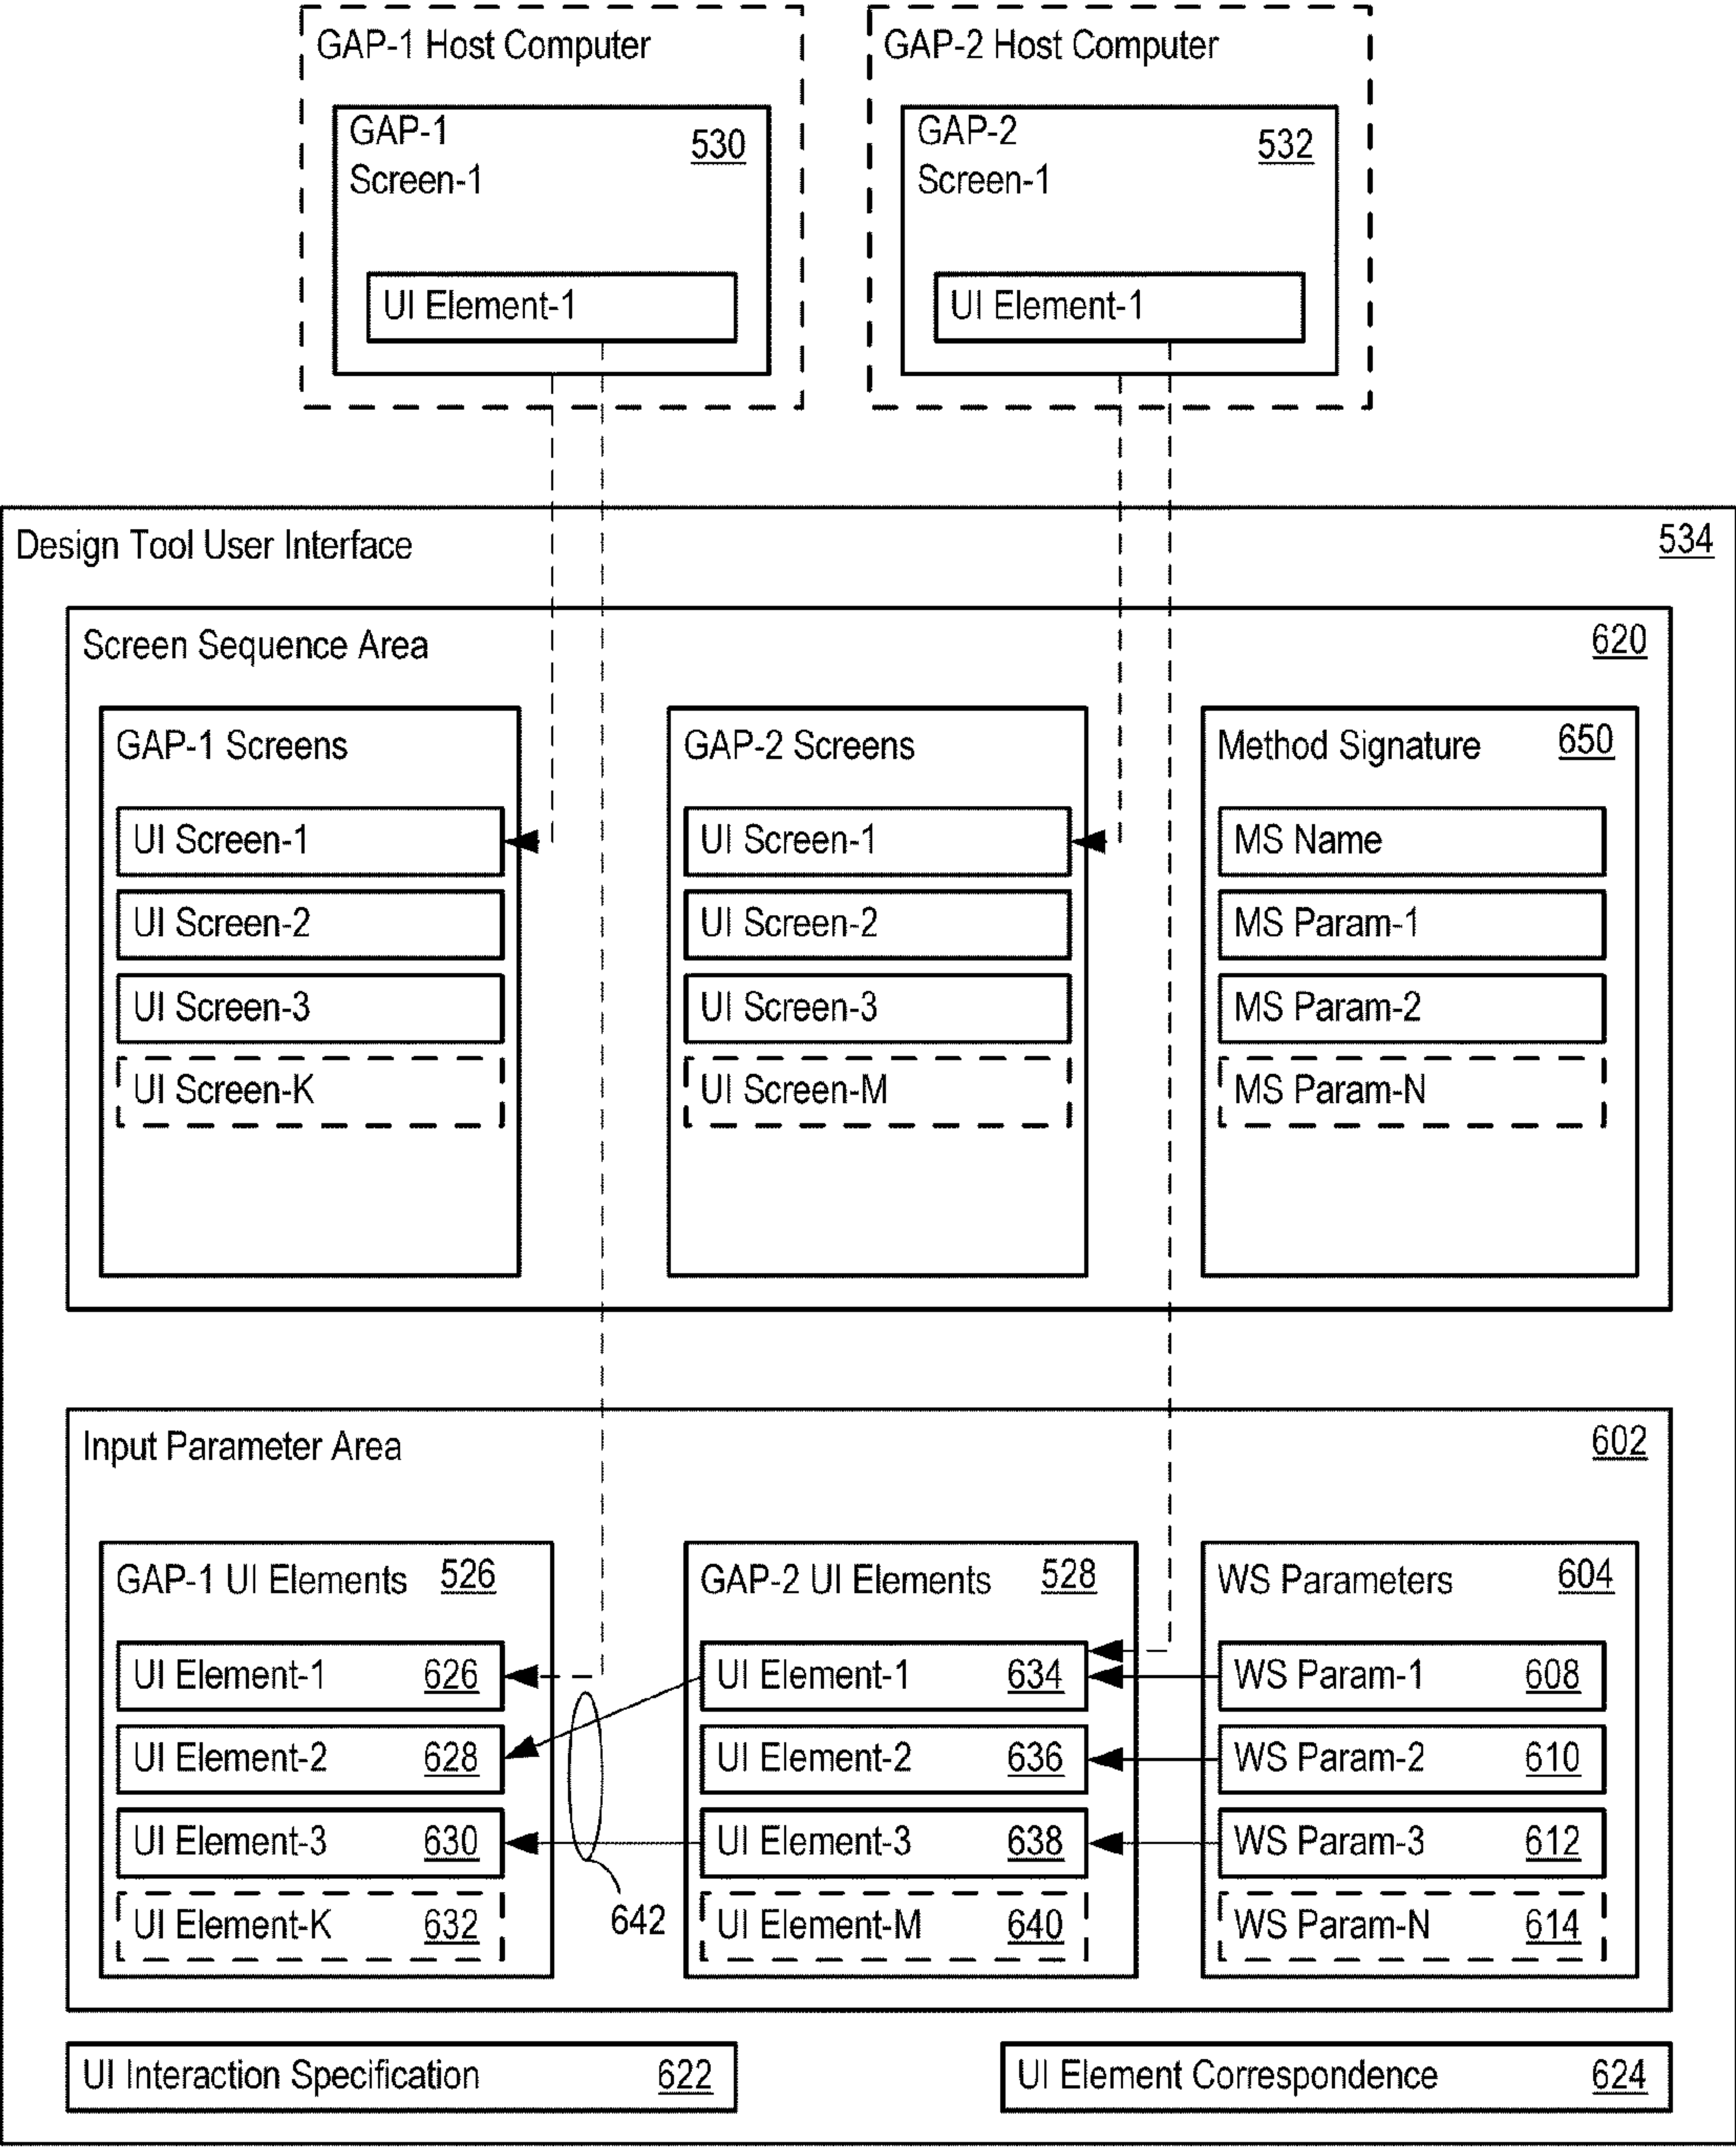 GAP-1 Host Computer
GAP-1 530
Screen-1
UI Element-1
GAP-2 Host Computer
GAP-2 532
Screen-1
UI Element-1
Design Tool User Interface 534
Screen Sequence Area 620
GAP-1 Screens
UI Screen-1
UI Screen-2
UI Screen-3
UI Screen-K
GAP-2 Screens
UI Screen-1
UI Screen-2
UI Screen-3
UI Screen-M
Method Signature 650
MS Name
MS Param-1
MS Param-2
MS Param-N
Input Parameter Area 602
GAP-1 UI Elements 526
UI Element-1 626
UI Element-2 628
UI Element-3 630
UI Element-K 632
642
GAP-2 UI Elements 528
UI Element-1 634
UI Element-2 636
UI Element-3 638
UI Element-M 640
WS Parameters 604
WS Param-1 608
WS Param-2 610
WS Param-3 612
WS Param-N 614
UI Interaction Specification 622
UI Element Correspondence 624